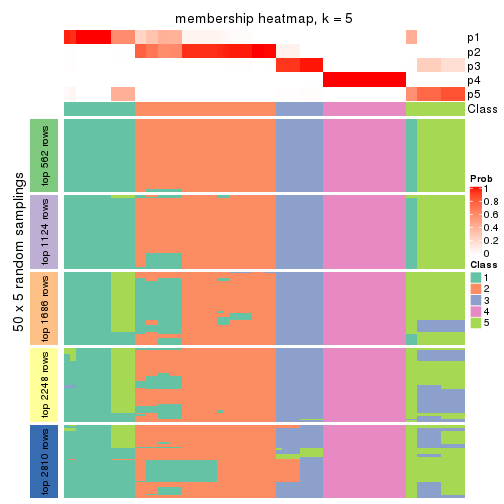 membership heatmap, k = 5
p1
p2
p3
p4
p5
Class
50 x 5 random samplings
top 562 rows
top 1124 rows
top 1686 rows
top 2248 rows
top 2810 rows
Prob
1
0.8
0.6
0.4
0.2
0
Class
1
2
3
4
5